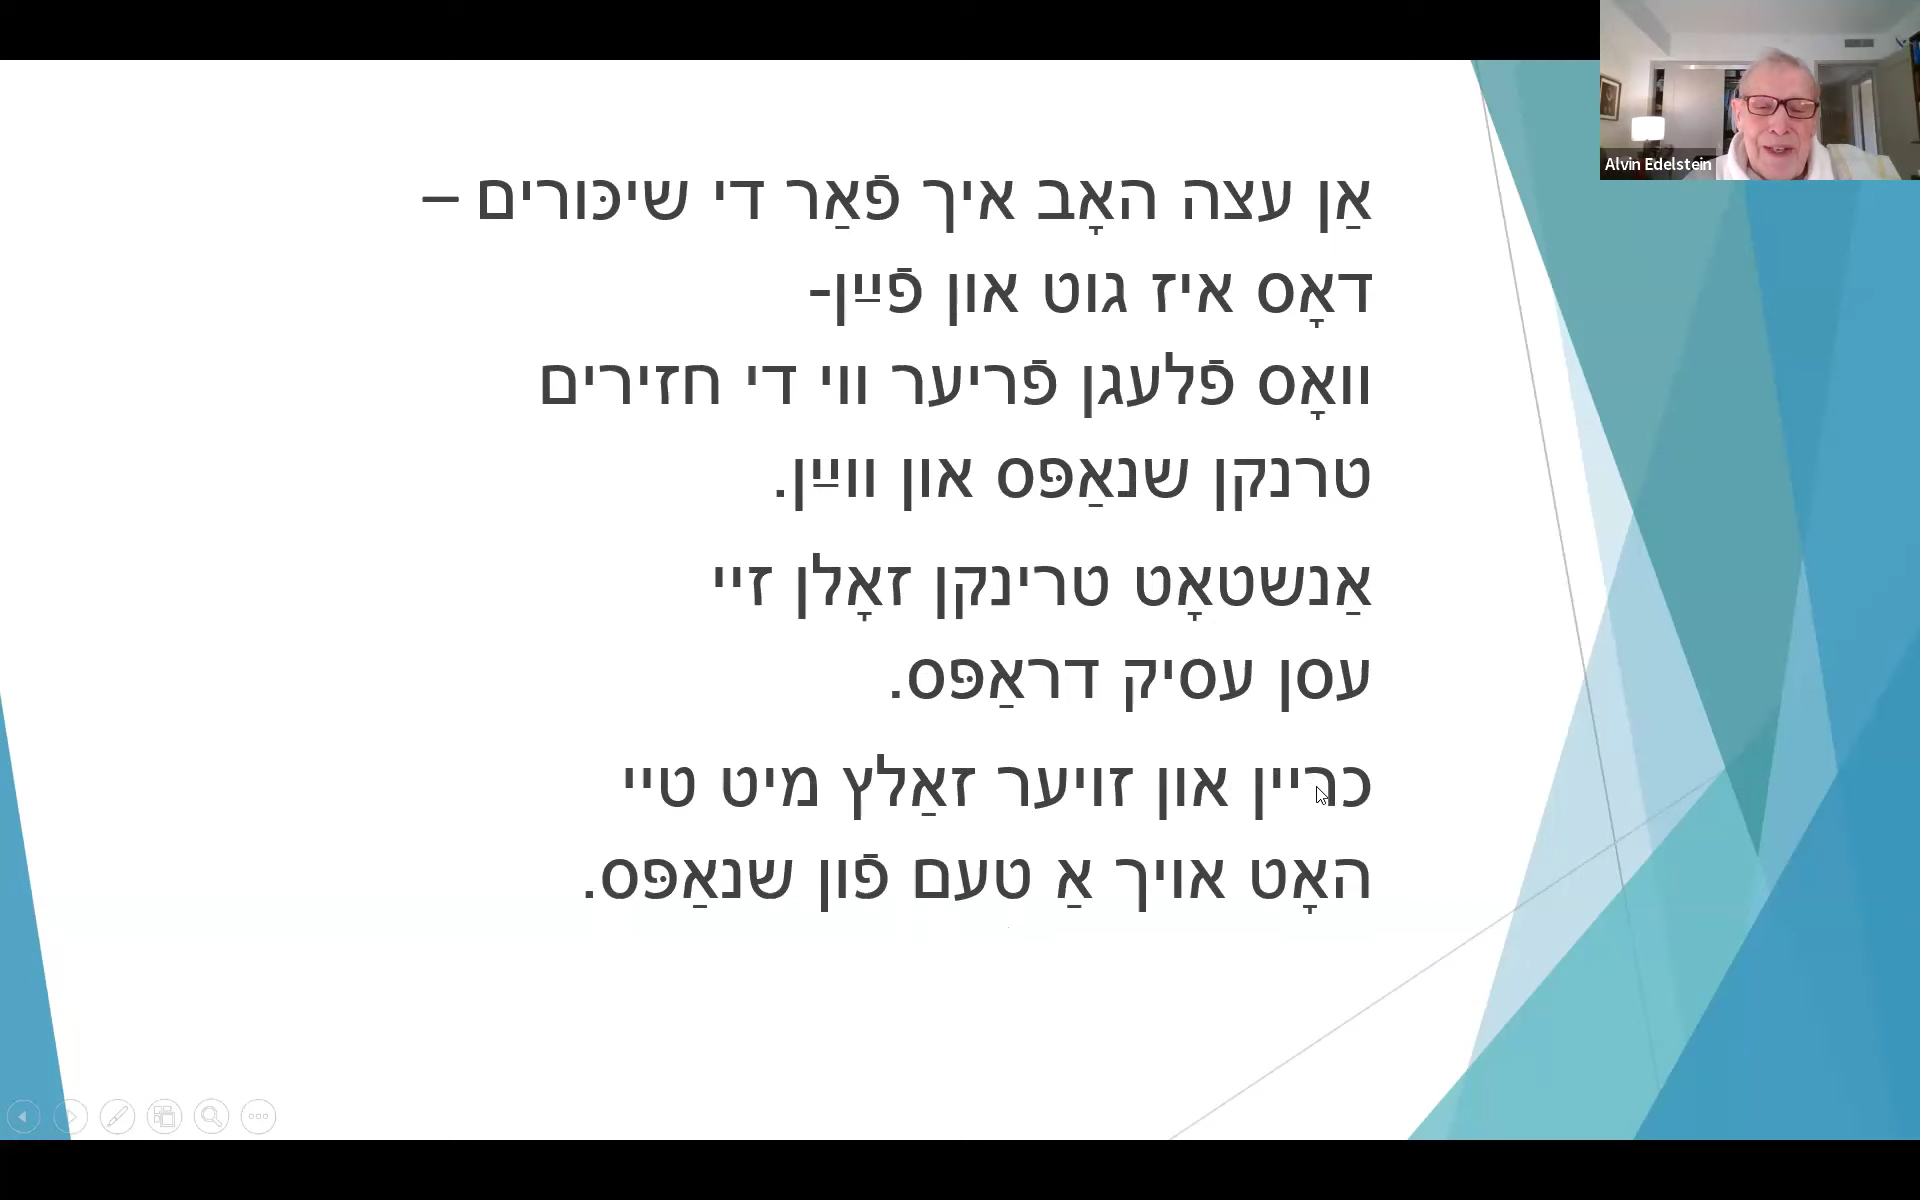 אַן עצה האָב איך פֿאַר די שיכּורים –
דאָס איז גוט און פֿײַן-
וואָס פֿלעגן פֿריער ווי די חזירים
טרנקן שנאַפּס און ווײַן.
אַנשטאָט טרינקן זאָלן זיי
עסן עסיק דראַפּס.
כריין און זויער זאַלץ מיט טיי
האָט אויך אַ טעם פֿון שנאַפּס.
Alvin Edelstein